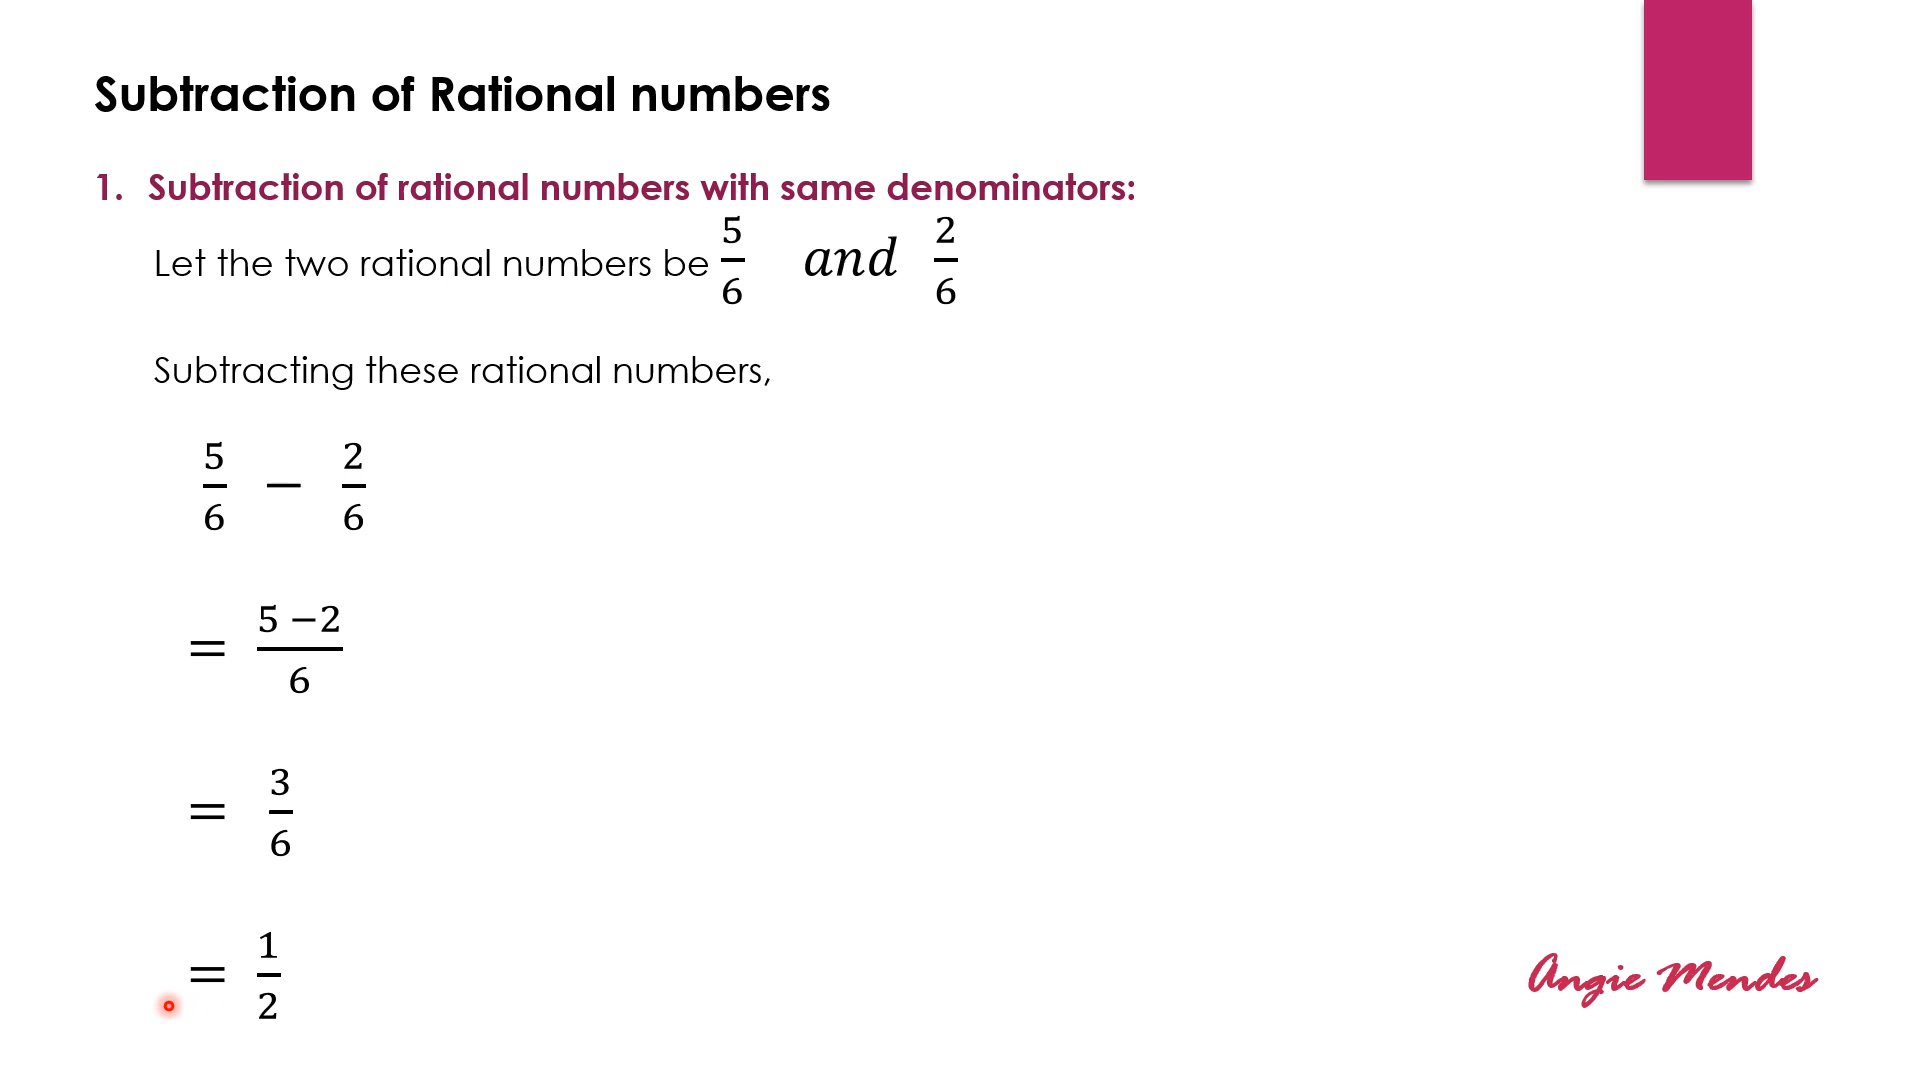 Subtraction of Rational numbers
1. Subtraction of rational numbers with same denominators:
Let the two rational numbers be 5/6 and 2/6
Subtracting these rational numbers,
5/6 − 2/6
= (5 −2)/6
= 3/6
= 1/2
Angie Mendes